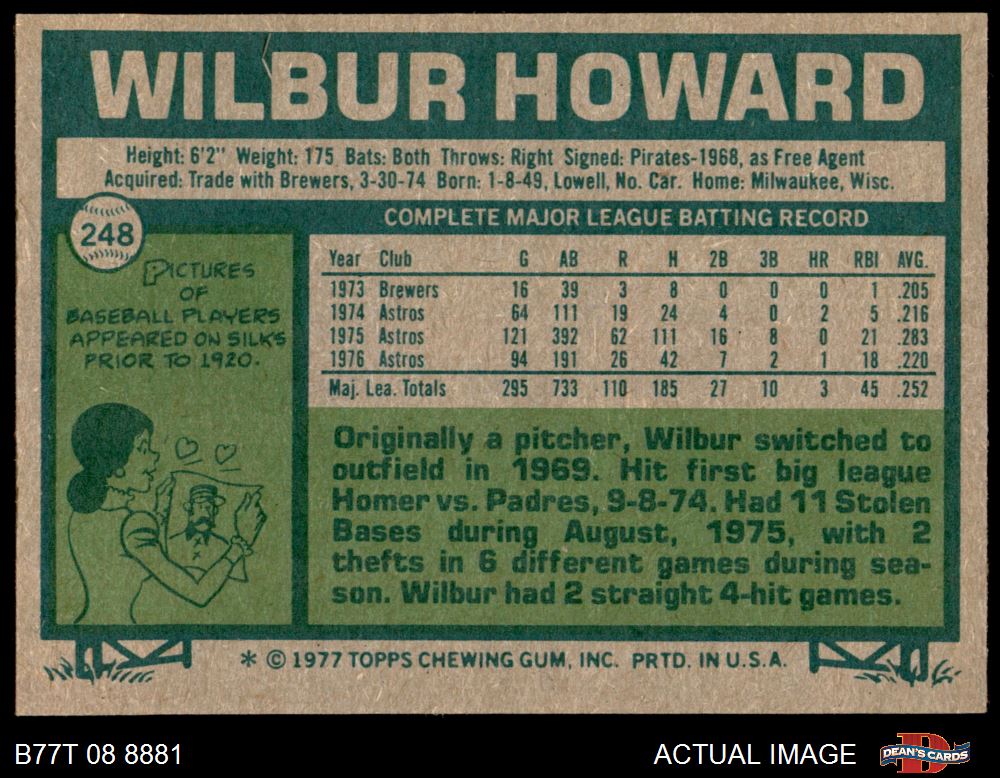 WILBUR HOWARD
Height: 6'2" Weight: 175 Bats: Both Throws: Right Signed: Pirates-1968, as Free Agent
Acquired: Trade with Brewers, 3-30-74 Born: 1-8-49, Lowell, No. Car. Home: Milwaukee, Wisc.
248
PICTURES
OF
BASEBALL PLAYERS
APPEARED ON SILKS
PRIOR TO 1920.
COMPLETE MAJOR LEAGUE BATTING RECORD
Year Club G AB R H 2B 3B HR RBI AVG.
1973 Brewers 16 39 3 8 0 0 0 1 .205
1974 Astros 64 111 19 24 4 0 2 5 .216
1975 Astros 121 392 62 111 16 8 0 21 .283
1976 Astros 94 191 26 42 7 2 1 18 .220
Maj. Lea. Totals 295 733 110 185 27 10 3 45 .252
Originally a pitcher, Wilbur switched to
outfield in 1969. Hit first big league
Homer vs. Padres, 9-8-74. Had 11 Stolen
Bases during August, 1975, with 2
thefts in 6 different games during sea-
son. Wilbur had 2 straight 4-hit games.
* © 1977 TOPPS CHEWING GUM, INC. PRTD. IN U.S.A.
B77T 08 8881
ACTUAL IMAGE
DEAN'S CARDS